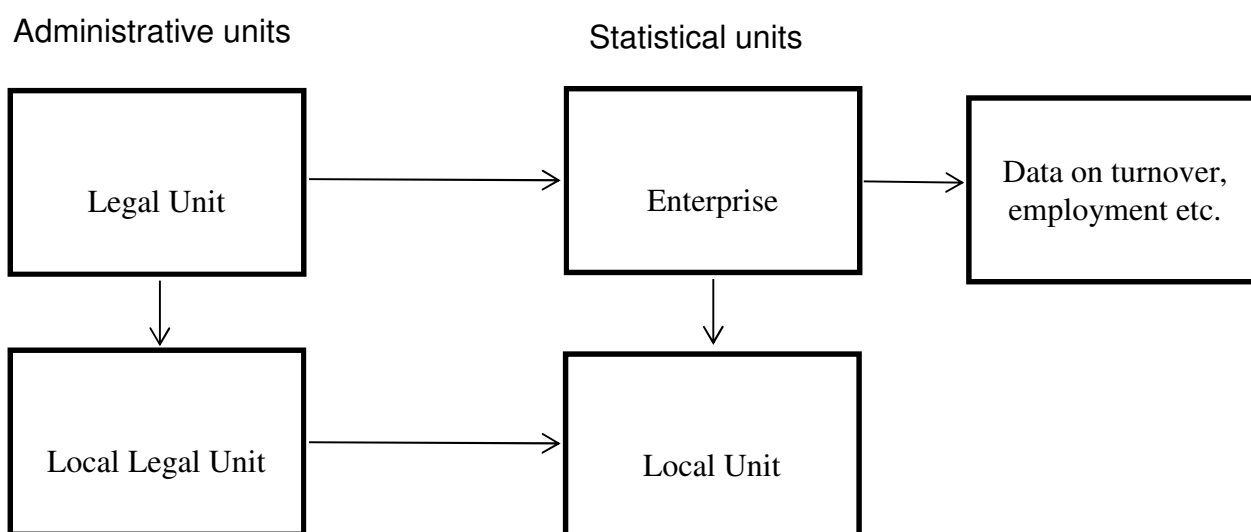 Administrative units
Statistical units
Legal Unit
Enterprise
Data on turnover,
employment etc.
Local Legal Unit
Local Unit